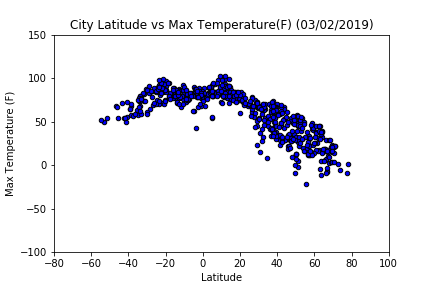 City Latitude vs Max Temperature(F) (03/02/2019)
150
100
50
0
−50
−100
Max Temperature (F)
−80 −60 −40 −20 0 20 40 60 80 100
Latitude